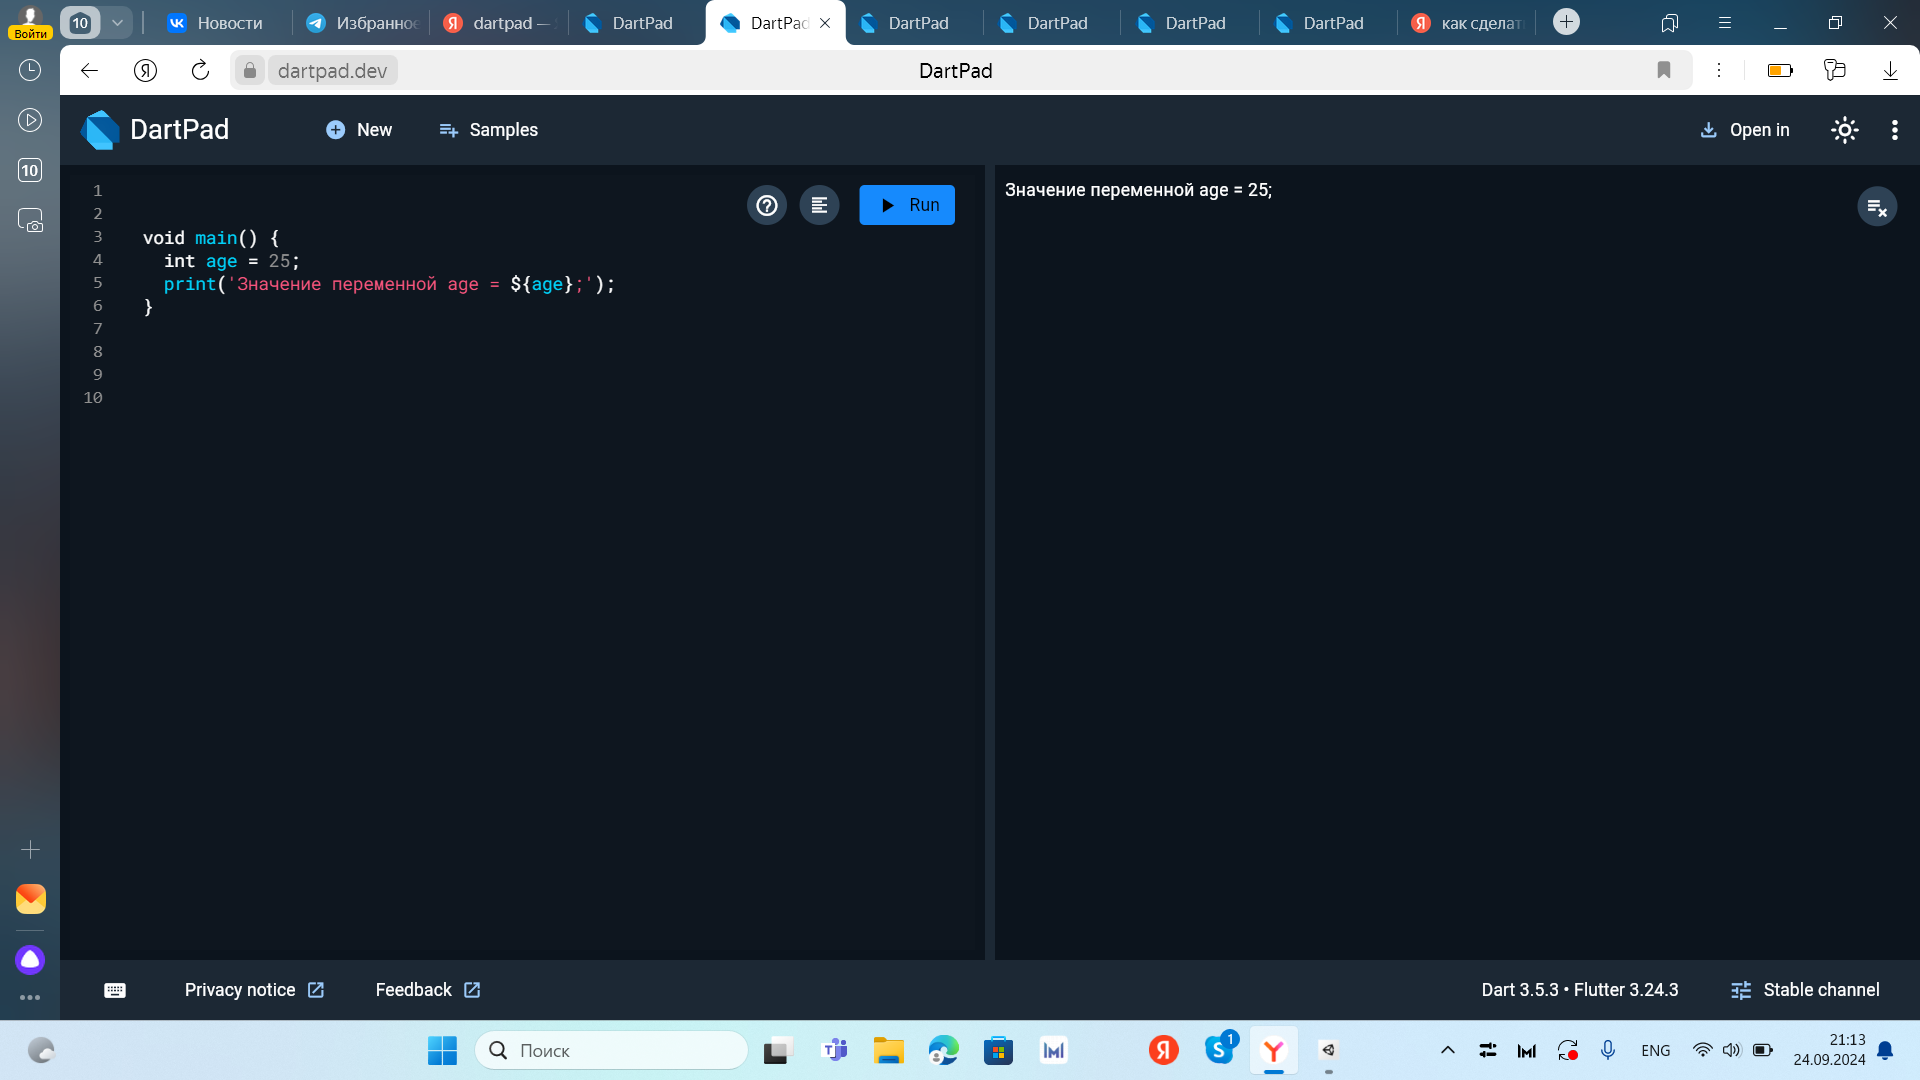 Войти
10
Новости
Избранное
dartpad —
DartPad
DartPad
DartPad
DartPad
DartPad
DartPad
как сделат
dartpad.dev
DartPad
10
DartPad
New
Samples
Open in
1
2
3 void main() {
4 int age = 25;
5 print('Значение переменной age = ${age};');
6 }
7
8
9
10
Run
Значение переменной age = 25;
Privacy notice
Feedback
Dart 3.5.3 • Flutter 3.24.3
Stable channel
Поиск
1
ENG
21:13
24.09.2024